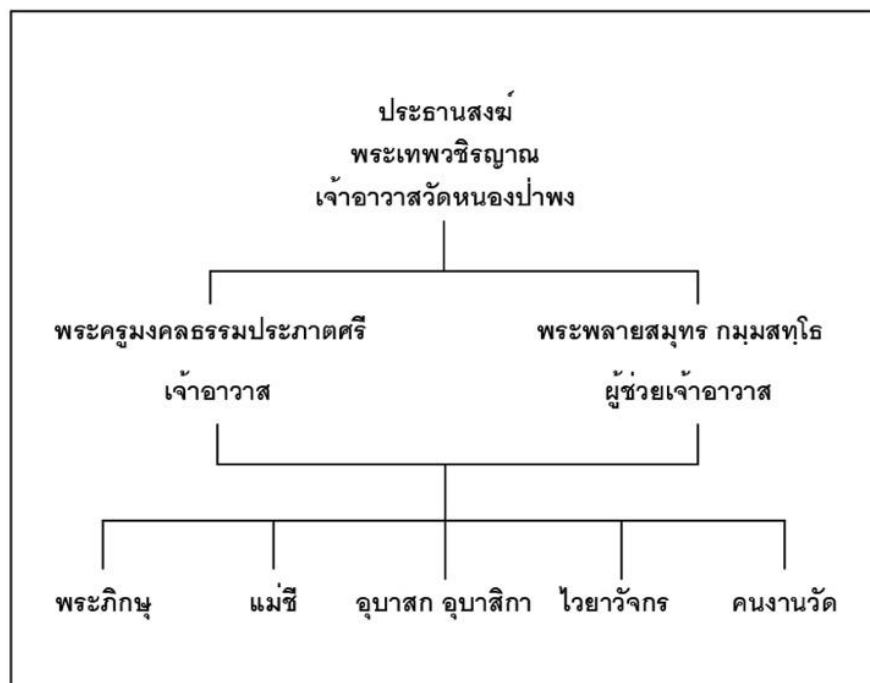 ประธานสงฆ์
พระเทพวชิรญาณ
เจ้าอาวาสวัดหนองป่าพง
พระครูมงคลธรรมประภาตศรี พระพลายสมุทร กมฺมสทฺโธ
เจ้าอาวาส ผู้ช่วยเจ้าอาวาส
พระภิกษุ แม่ชี อุบาสก อุบาสิกา ไวยาวัจกร คนงานวัด